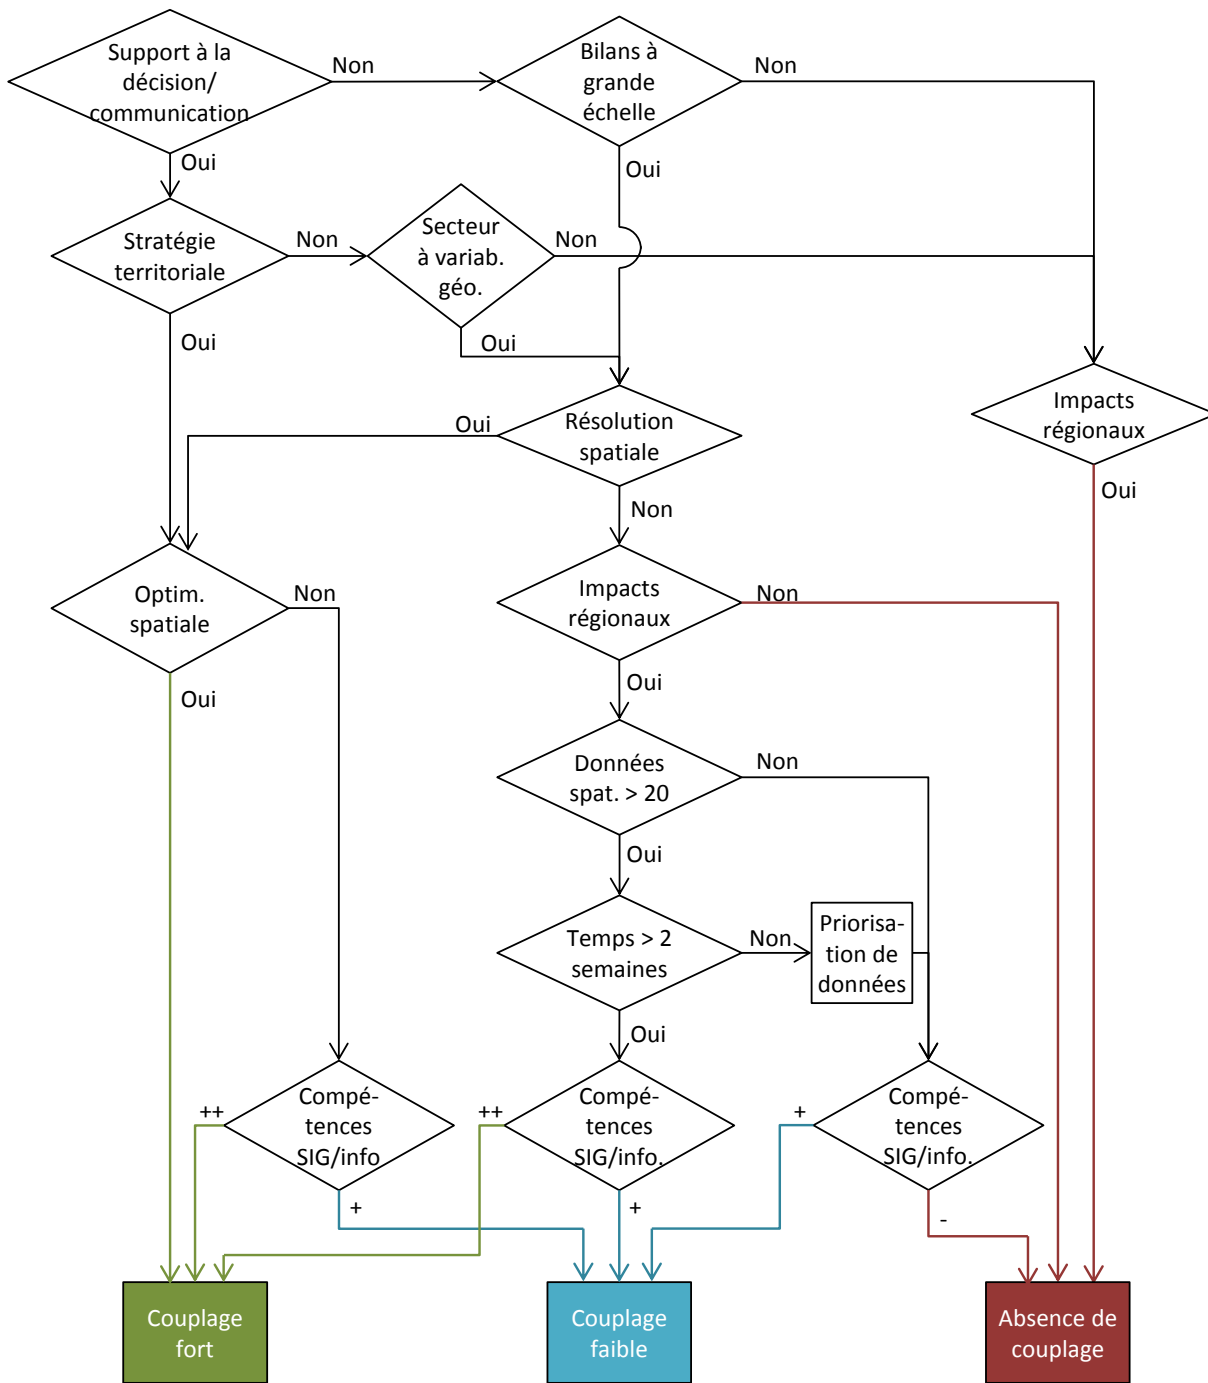 Support à la
décision/
communication
Non
Bilans à
grande
échelle
Non
Oui
Oui
Stratégie
territoriale
Non
Secteur
à variab.
géo.
Non
Oui
Oui
Oui
Résolution
spatiale
Impacts
régionaux
Non
Oui
Optim.
spatiale
Non
Impacts
régionaux
Non
Oui
Oui
Données
spat. > 20
Non
Oui
Temps > 2
semaines
Non
Priorisa-
tion de
données
Oui
++
Compé-
tences
SIG/info
++
Compé-
tences
SIG/info.
+
Compé-
tences
SIG/info.
+
+
-
Couplage
fort
Couplage
faible
Absence de
couplage